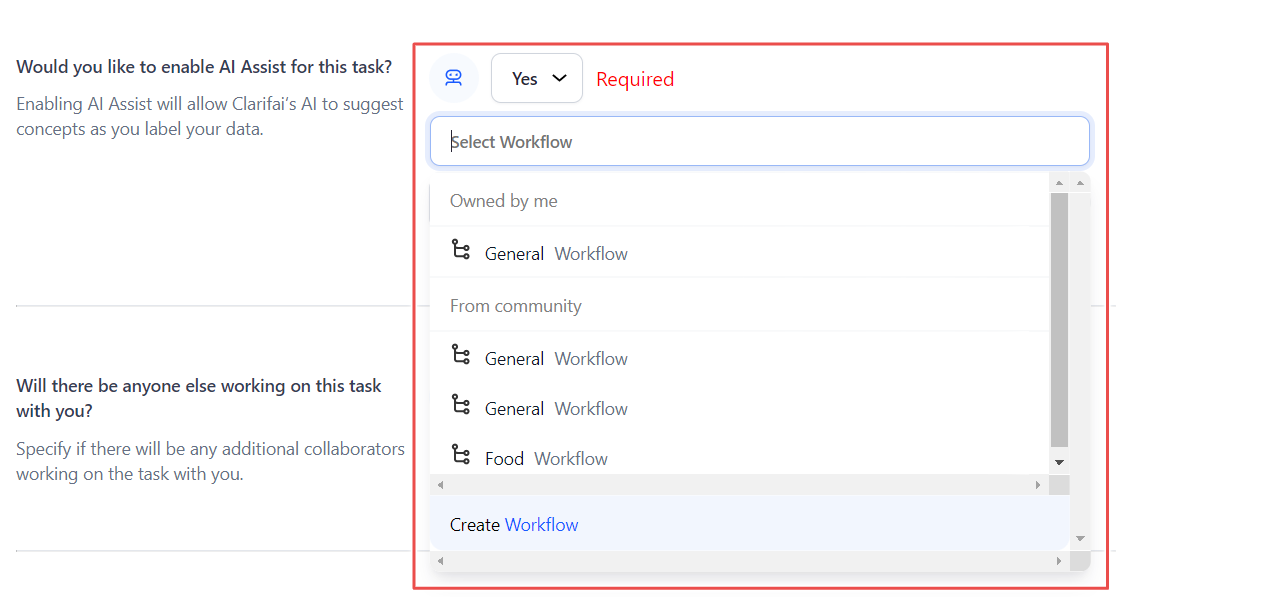 Would you like to enable AI Assist for this task?
Enabling AI Assist will allow Clarifai's AI to suggest
concepts as you label your data.
Yes
Required
Select Workflow
Owned by me
General Workflow
From community
General Workflow
General Workflow
Food Workflow
Create Workflow
Will there be anyone else working on this task
with you?
Specify if there will be any additional collaborators
working on the task with you.